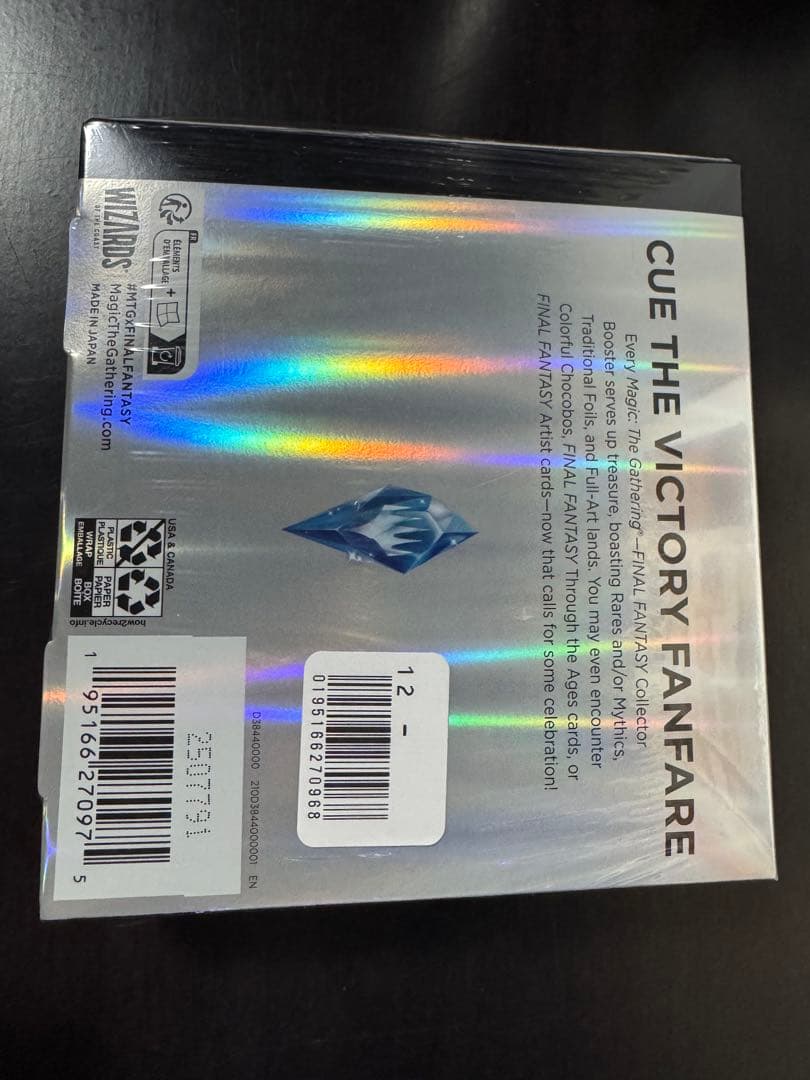 CUE THE VICTORY FANFARE
Every Magic: The Gathering®—FINAL FANTASY Collector
Booster serves up treasure, boasting Rares and/or Mythics,
Traditional Foils, and Full-Art lands. You may even encounter
Colorful Chocobos, FINAL FANTASY Through the Ages cards, or
FINAL FANTASY Artist cards—now that calls for some celebration!
12-
0195166270968
D38440000 210D3844000001 EN
2507791
1 95166 27097 5
FR
ÉLÉMENTS
D'EMBALLAGE +
WIZARDS
OF THE COAST
#MTGxFINALFANTASY
MagicTheGathering.com
MADE IN JAPAN
USA & CANADA
PLASTIC
PLASTIQUE
WRAP
EMBALLAGE
PAPER
PAPIER
BOX
BOÎTE
how2recycle.info